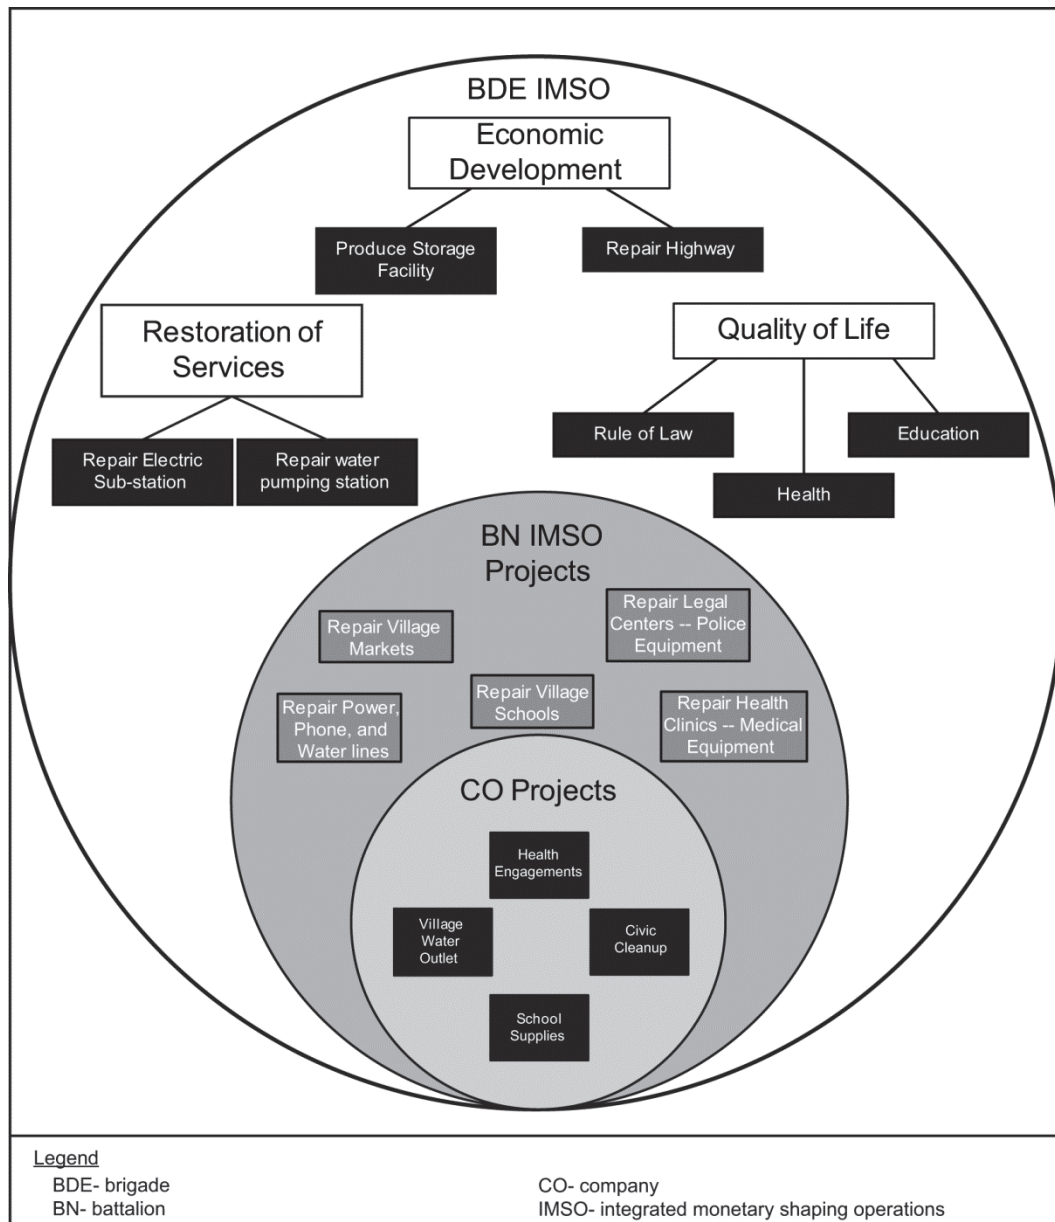 BDE IMSO
Economic
Development
Produce Storage
Facility
Repair Highway
Restoration of
Services
Quality of Life
Repair Electric
Sub-station
Repair water
pumping station
Rule of Law
Education
Health
BN IMSO
Projects
Repair Village
Markets
Repair Legal
Centers -- Police
Equipment
Repair Power,
Phone, and
Water lines
Repair Village
Schools
Repair Health
Clinics -- Medical
Equipment
CO Projects
Health
Engagements
Village
Water
Outlet
Civic
Cleanup
School
Supplies
Legend
BDE- brigade
BN- battalion
CO- company
IMSO- integrated monetary shaping operations